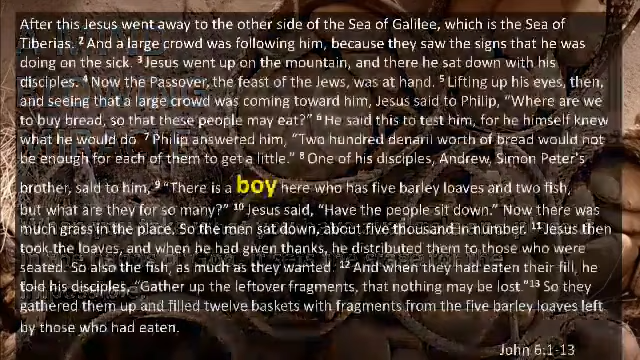 After this Jesus went away to the other side of the Sea of Galilee, which is the Sea of
Tiberias. 2 And a large crowd was following him, because they saw the signs that he was
doing on the sick. 3 Jesus went up on the mountain, and there he sat down with his
disciples. 4 Now the Passover, the feast of the Jews, was at hand. 5 Lifting up his eyes, then,
and seeing that a large crowd was coming toward him, Jesus said to Philip, “Where are we
to buy bread, so that these people may eat?” 6 He said this to test him, for he himself knew
what he would do. 7 Philip answered him, “Two hundred denarii worth of bread would not
be enough for each of them to get a little.” 8 One of his disciples, Andrew, Simon Peter's
brother, said to him, 9 “There is a boy here who has five barley loaves and two fish,
but what are they for so many?” 10 Jesus said, “Have the people sit down.” Now there was
much grass in the place. So the men sat down, about five thousand in number. 11 Jesus then
took the loaves, and when he had given thanks, he distributed them to those who were
seated. So also the fish, as much as they wanted. 12 And when they had eaten their fill, he
told his disciples, “Gather up the leftover fragments, that nothing may be lost.” 13 So they
gathered them up and filled twelve baskets with fragments from the five barley loaves left
by those who had eaten.
John 6:1-13